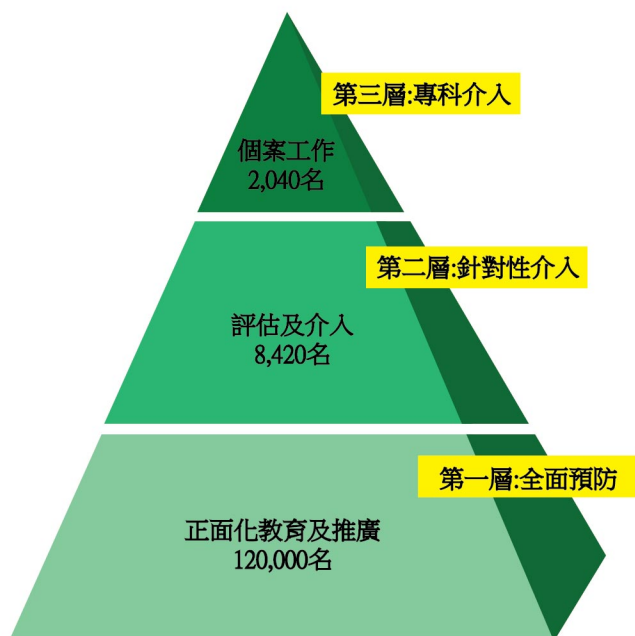 第三層:專科介入
個案工作
2,040名
第二層:針對性介入
評估及介入
8,420名
第一層:全面預防
正面化教育及推廣
120,000名